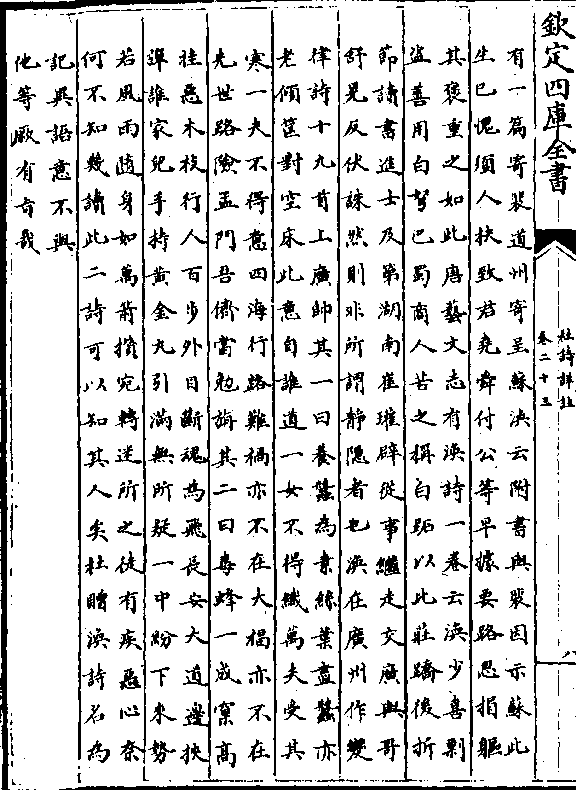 欽定四庫全書
杜詩詳註
卷二十三
有一篇寄裴道州寄呈蘇渙云附書與裴因示蘇此
生已愧須人扶致君堯舜付公等早據要路思捐軀
其褒重之如此唐藝文志有渙詩一卷云渙少喜剽
盜善用白弩巴蜀商人苦之稱白跖以比莊蹻後折
節讀書進士及第湖南崔瓘辟從事繼走交廣與哥
舒晃反伏誅然則非所謂靜隱者也渙在廣州作變
律詩十九首上廣帥其一曰養蠶為素絲葉盡蠶亦
老傾筐對空床此意自誰道一女不得織萬夫受其
寒一夫不得意四海行路難禍亦不在大禍亦不在
先世路險孟門吾儕當勉旃其二曰毒蜂一成窠高
挂惡木枝行人百步外目斷魂為飛長安大道邊挾
彈誰家兒手持黃金丸引滿無所疑一中紛下來勢
若風雨隨身如萬箭攢宛轉迷所之徒有疾惡心奈
何不知幾讀此二詩可以知其人矣杜贈渙詩名為
記異語意不與
他等厥有旨哉